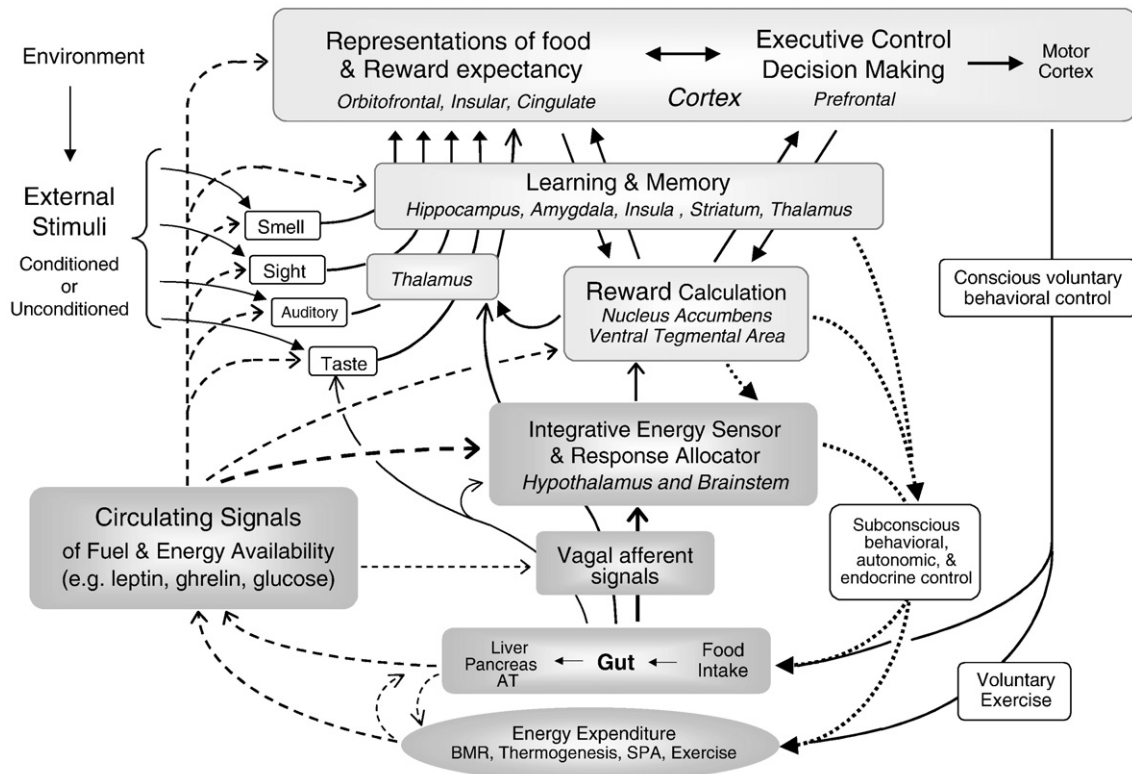 Environment
Representations of food
& Reward expectancy
Orbitofrontal, Insular, Cingulate
Cortex
Executive Control
Decision Making
Prefrontal
Motor
Cortex
External
Stimuli
Conditioned
or
Unconditioned
Smell
Sight
Auditory
Taste
Learning & Memory
Hippocampus, Amygdala, Insula , Striatum, Thalamus
Thalamus
Reward Calculation
Nucleus Accumbens
Ventral Tegmental Area
Conscious voluntary
behavioral control
Integrative Energy Sensor
& Response Allocator
Hypothalamus and Brainstem
Circulating Signals
of Fuel & Energy Availability
(e.g. leptin, ghrelin, glucose)
Vagal afferent
signals
Subconscious
behavioral,
autonomic, &
endocrine control
Liver
Pancreas
AT
Gut
Food
Intake
Voluntary
Exercise
Energy Expenditure
BMR, Thermogenesis, SPA, Exercise